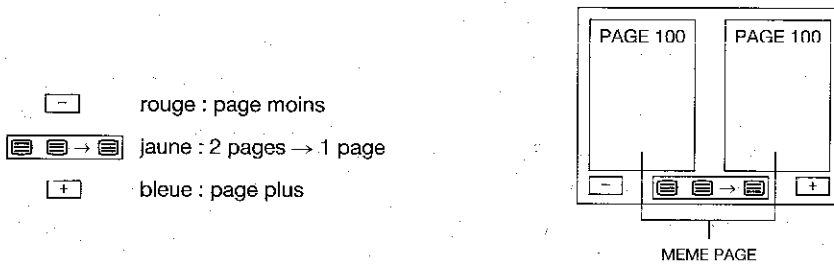 PAGE 100 PAGE 100
- rouge : page moins
→ jaune : 2 pages → 1 page
+ bleue : page plus
- → +
MEME PAGE